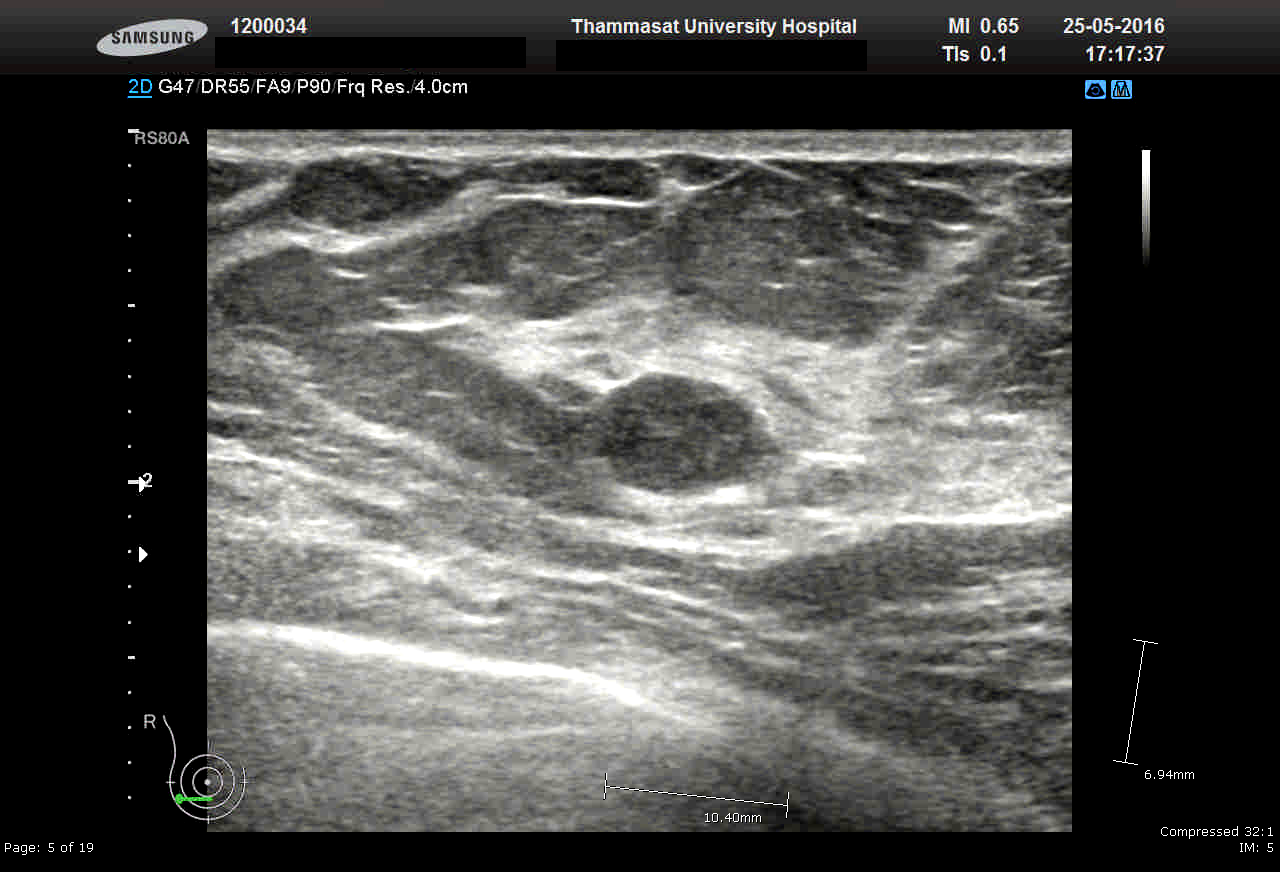 SAMSUNG
1200034
Thammasat University Hospital
MI 0.65
25-05-2016
TIs 0.1
17:17:37
2D G47/DR55/FA9/P90/Frq Res./4.0cm
RS80A
2
R
6.94mm
10.40mm
Compressed 32:1
Page: 5 of 19
IM: 5